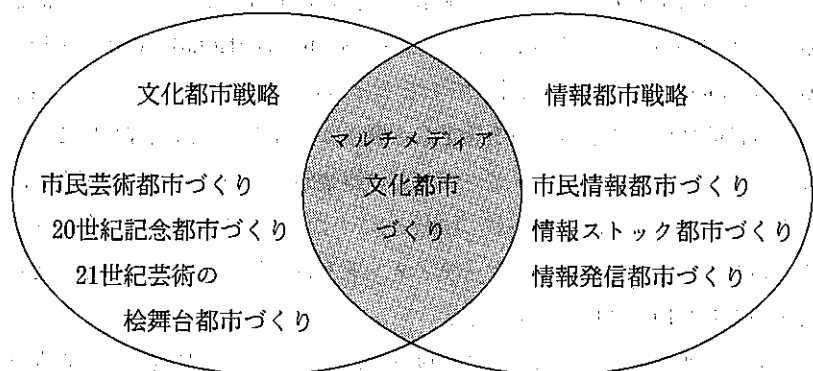 文化都市戦略
市民芸術都市づくり
20世紀記念都市づくり
21世紀芸術の
桧舞台都市づくり
マルチメディア
文化都市
づくり
情報都市戦略
市民情報都市づくり
情報ストック都市づくり
情報発信都市づくり